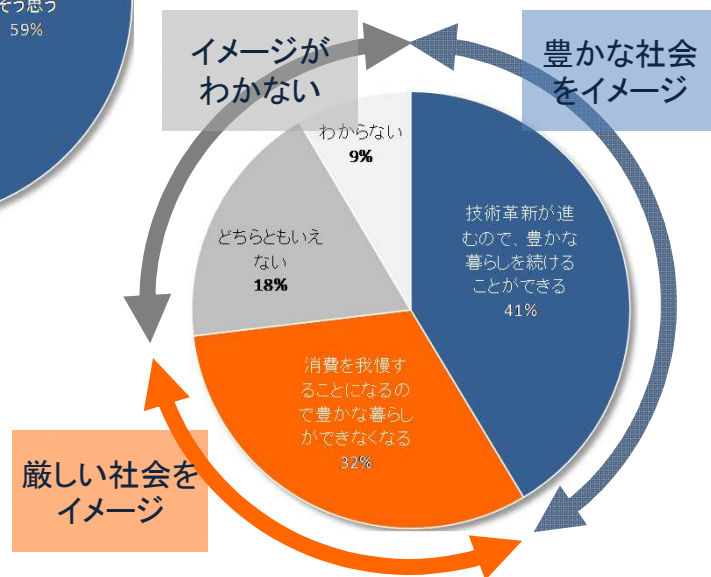 そう思う
59%
イメージが
わかない
豊かな社会
をイメージ
わからない
9%
技術革新が進
むので、豊かな
暮らしを続ける
ことができる
41%
どちらともいえ
ない
18%
消費を我慢す
ることになるの
で豊かな暮らし
ができなくなる
32%
厳しい社会を
イメージ